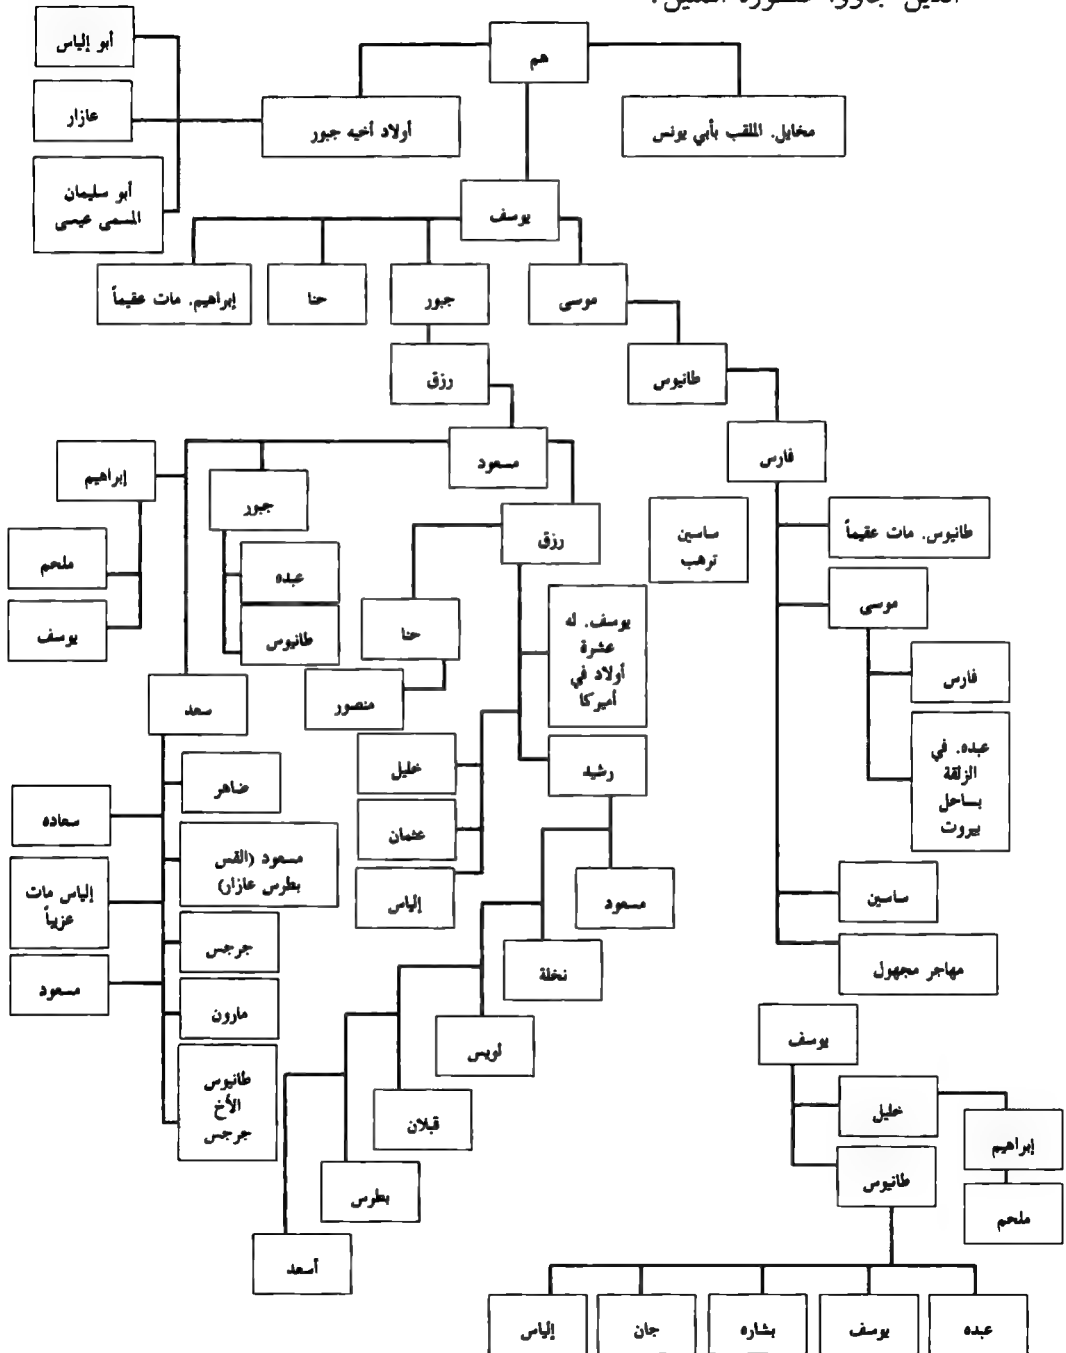 هم
مخايل. الملقب بأبي يونس
أولاد أخيه جبور
أبو إلياس
عازار
أبو سليمان
المسمى عيسى
يوسف
موسى
جبور
حنا
إبراهيم. مات عقيماً
طانيوس
رزق
فارس
مسعود
طانيوس. مات عقيماً
ساسين
ترهب
رزق
جبور
إبراهيم
ملحم
يوسف
عبده
طانيوس
موسى
فارس
عبده. في
الزلقة
بساحل
بيروت
يوسف. له
عشرة
أولاد في
أميركا
حنا
منصور
سعد
رشيد
خليل
عثمان
إلياس
ضاهر
سعاده
مسعود (القس
بطرس عازار)
إلياس مات
عزباً
جرجس
مسعود
مارون
طانيوس
الأخ
جرجس
مسعود
نخلة
لويس
قبلان
بطرس
أسعد
ساسين
مهاجر مجهول
يوسف
خليل
إبراهيم
طانيوس
ملحم
عبده
يوسف
بشاره
جان
إلياس